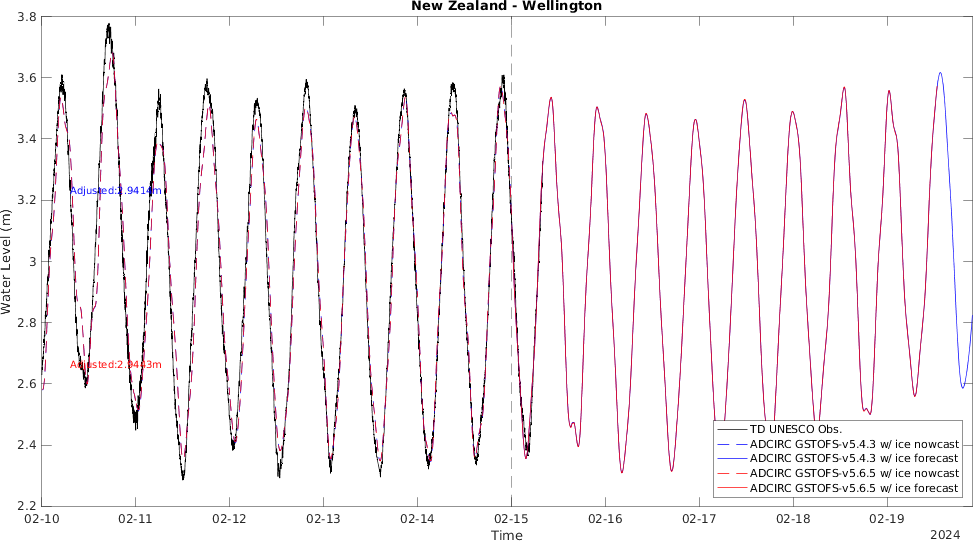 New Zealand - Wellington
3.8
3.6
3.4
3.2
3
2.8
2.6
2.4
2.2
Water Level (m)
Adjusted:2.9414m
Adjusted:2.9443m
TD UNESCO Obs.
ADCIRC GSTOFS-v5.4.3 w/ ice nowcast
ADCIRC GSTOFS-v5.4.3 w/ ice forecast
ADCIRC GSTOFS-v5.6.5 w/ ice nowcast
ADCIRC GSTOFS-v5.6.5 w/ ice forecast
02-10 02-11 02-12 02-13 02-14 02-15 02-16 02-17 02-18 02-19
Time
2024